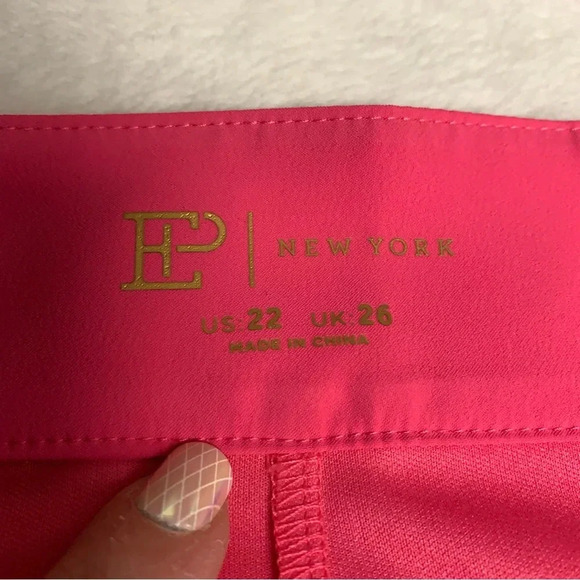 EP | NEW YORK
US: 22 UK: 26
MADE IN CHINA